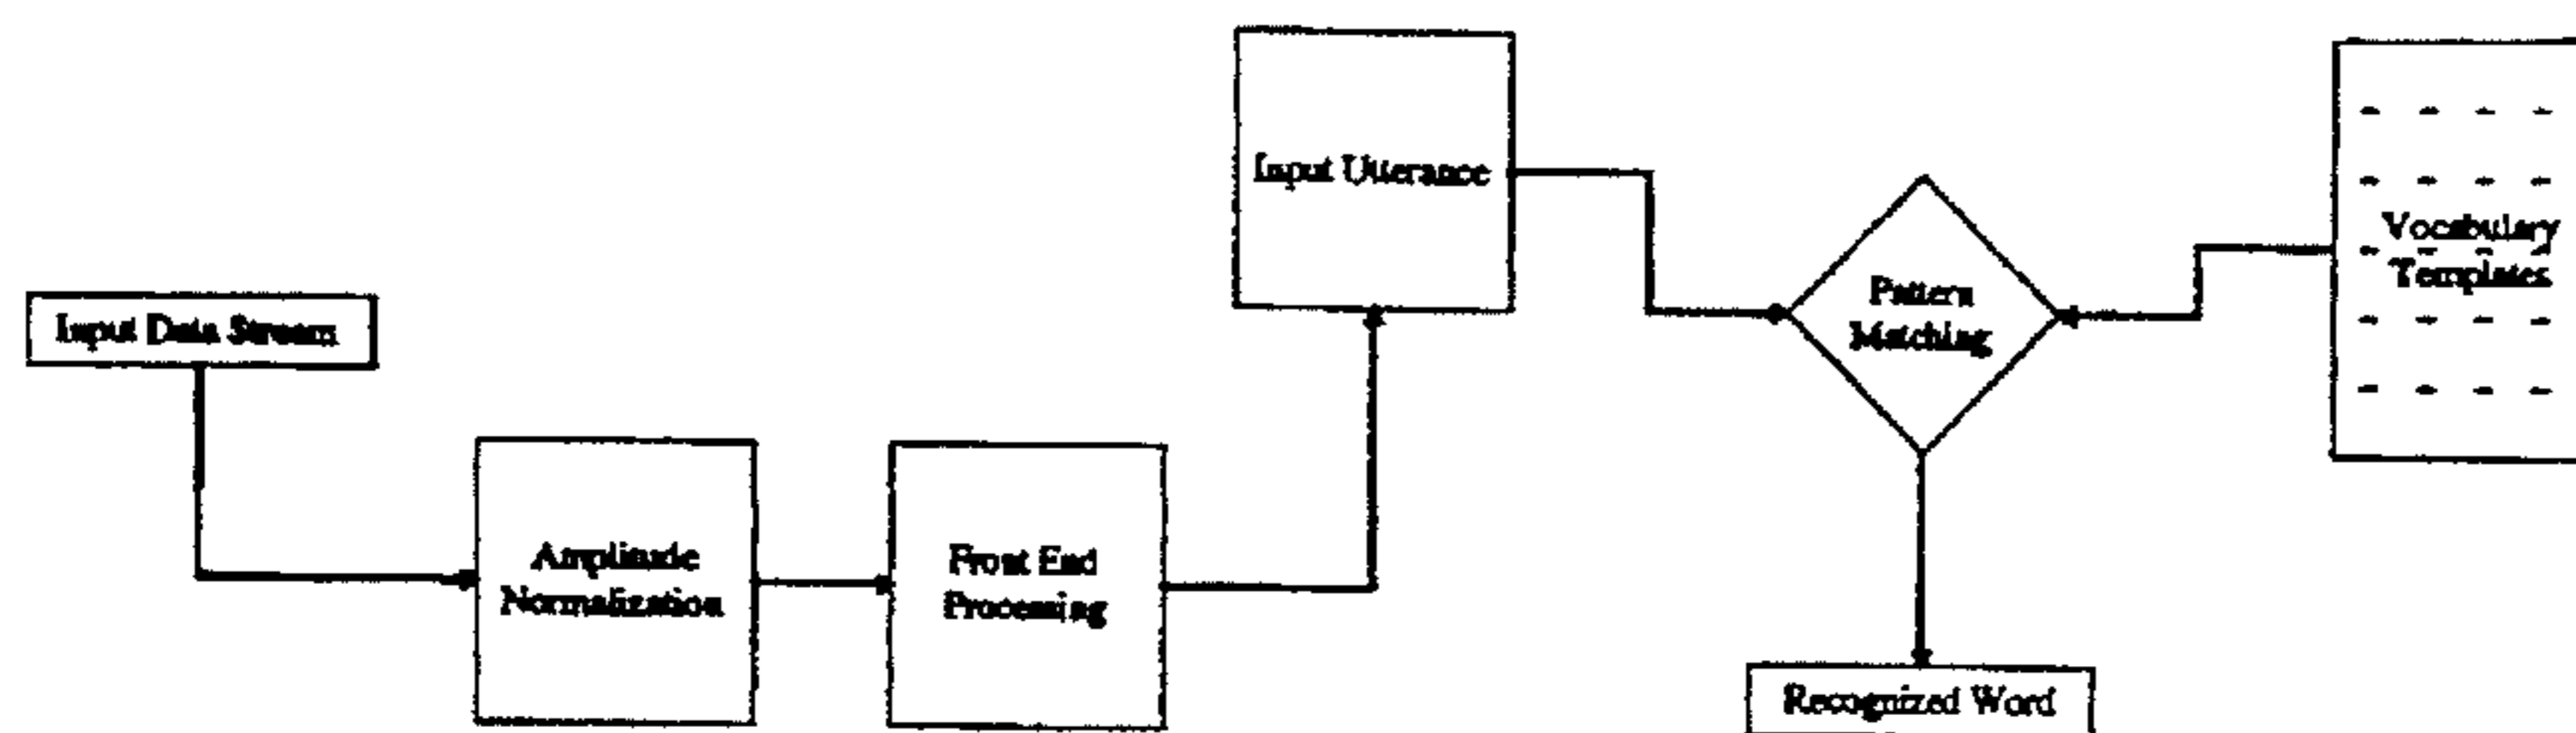 Input Data Stream
Amplitude
Normalization
Front End
Processing
Input Utterance
Pattern
Matching
Vocabulary
Templates
Recognized Word